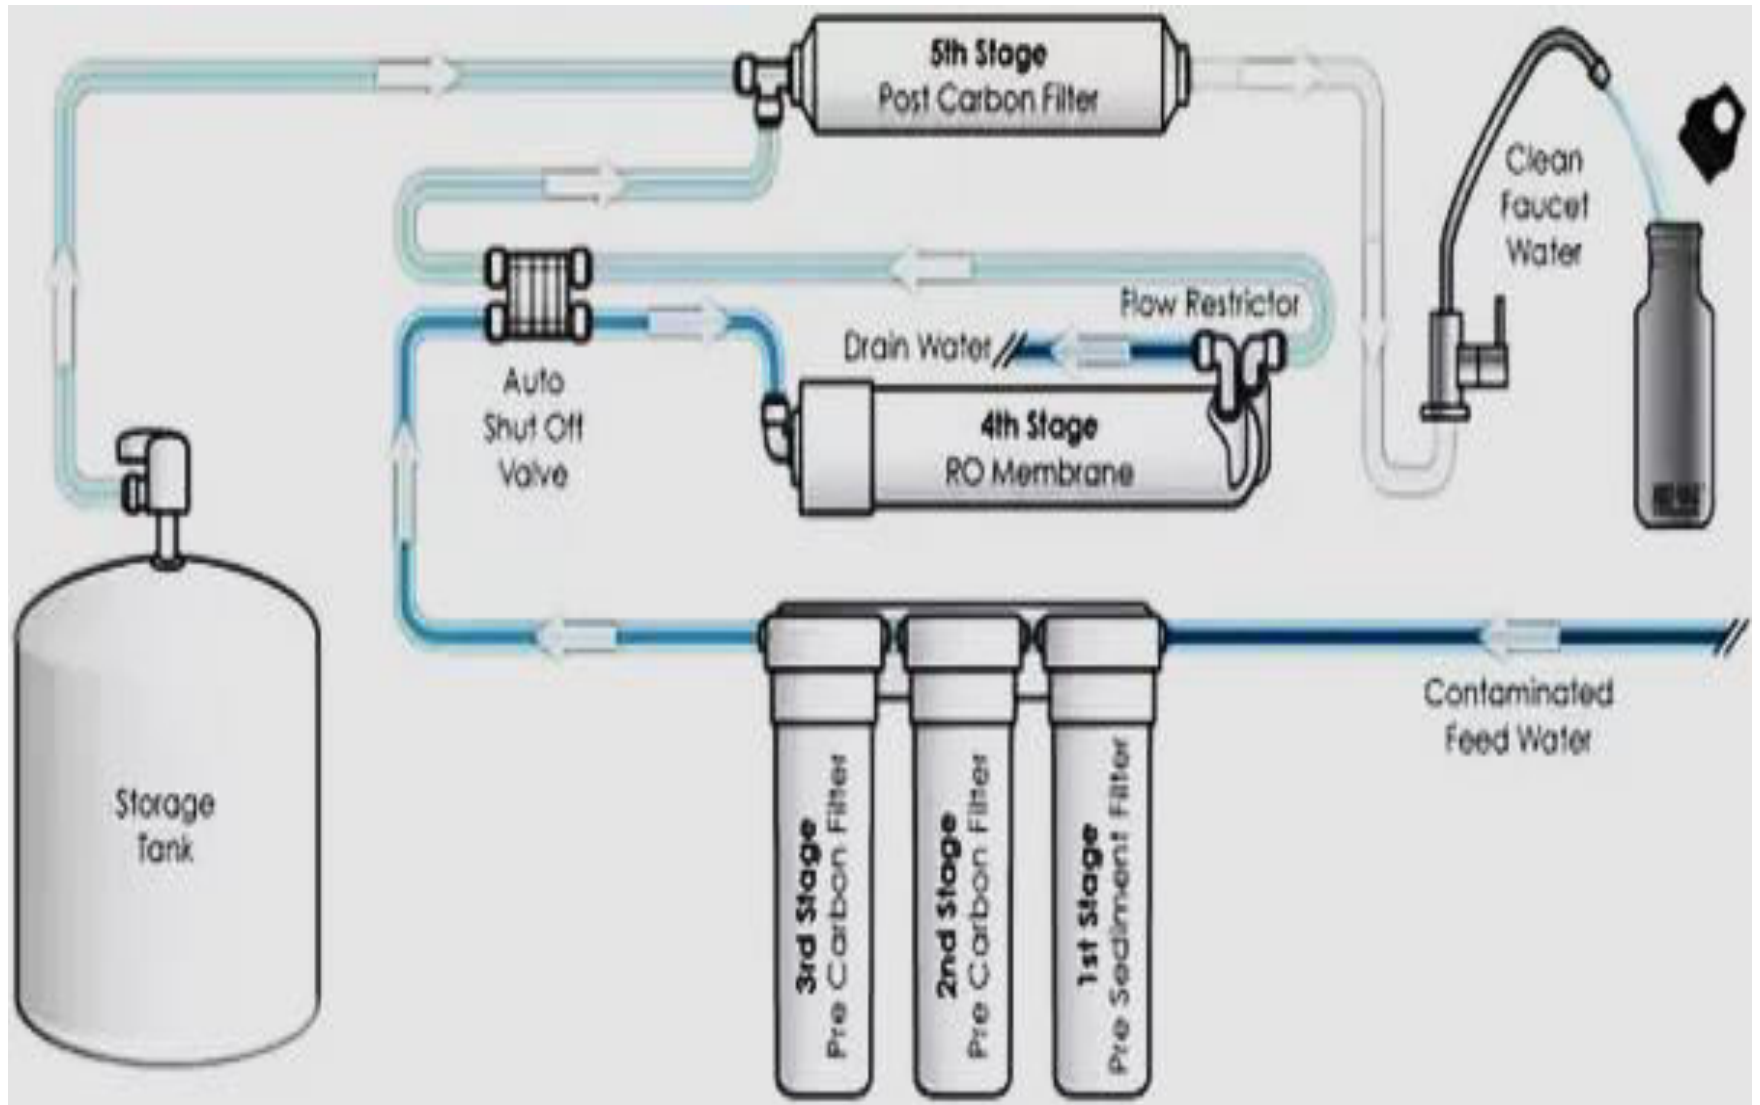 5th Stage
Post Carbon Filter
Clean
Faucet
Water
Flow Restrictor
Drain Water
Auto
Shut Off
Valve
4th Stage
RO Membrane
Contaminated
Feed Water
Storage
Tank
3rd Stage
Pre Carbon Filter
2nd Stage
Pre Carbon Filter
1st Stage
Pre Sediment Filter